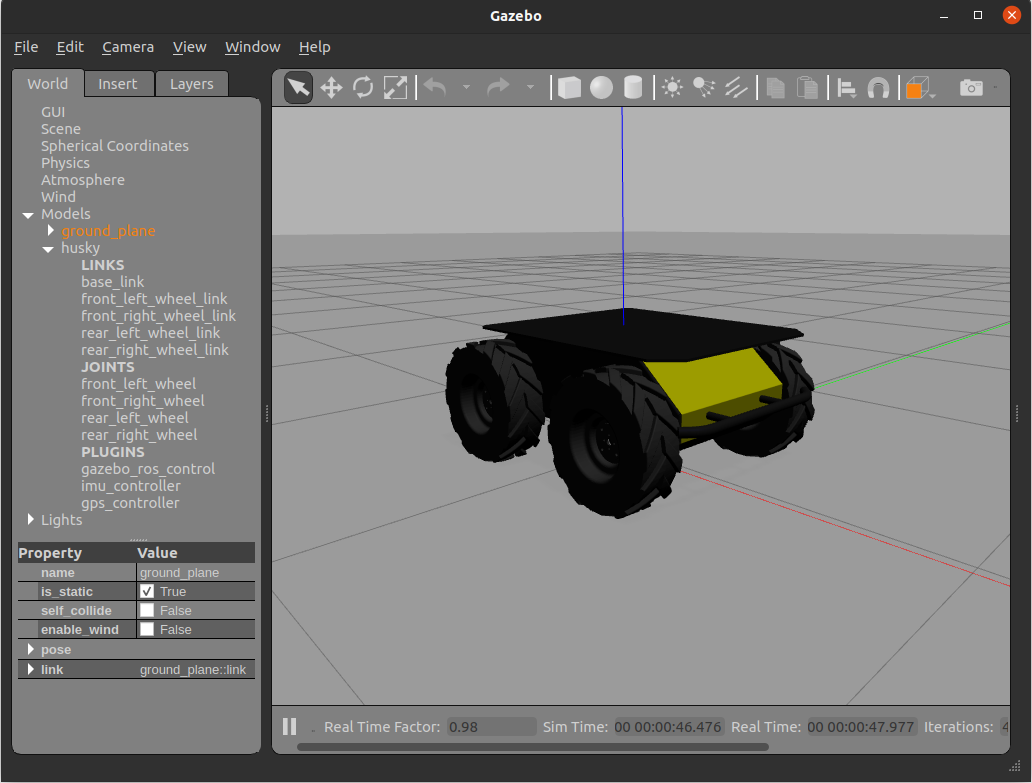 Gazebo
File Edit Camera View Window Help
World Insert Layers
GUI
Scene
Spherical Coordinates
Physics
Atmosphere
Wind
Models
ground_plane
husky
LINKS
base_link
front_left_wheel_link
front_right_wheel_link
rear_left_wheel_link
rear_right_wheel_link
JOINTS
front_left_wheel
front_right_wheel
rear_left_wheel
rear_right_wheel
PLUGINS
gazebo_ros_control
imu_controller
gps_controller
Lights
Property Value
name ground_plane
is_static True
self_collide False
enable_wind False
pose
link ground_plane::link
Real Time Factor: 0.98 Sim Time: 00 00:00:46.476 Real Time: 00 00:00:47.977 Iterations: